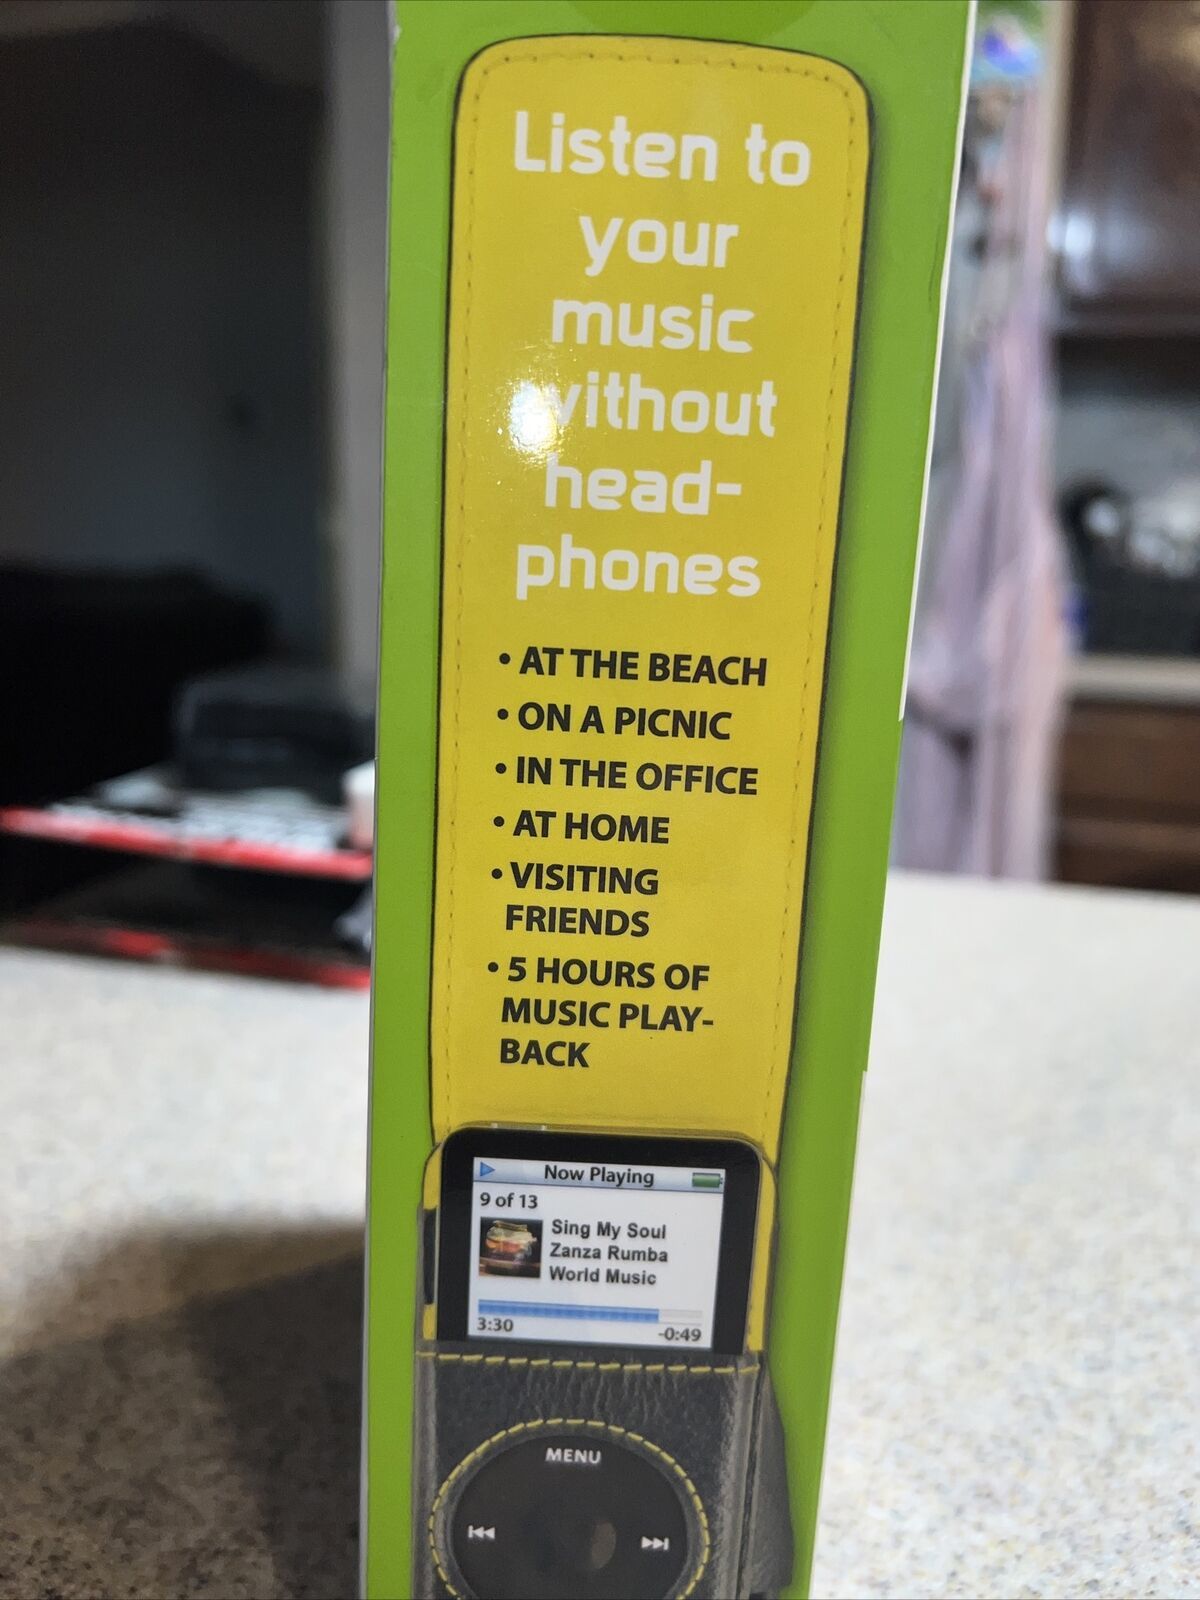 Listen to
your
music
without
head-
phones
• AT THE BEACH
• ON A PICNIC
• IN THE OFFICE
• AT HOME
• VISITING
FRIENDS
• 5 HOURS OF
MUSIC PLAY-
BACK
Now Playing
9 of 13
Sing My Soul
Zanza Rumba
World Music
3:30 -0:49
MENU